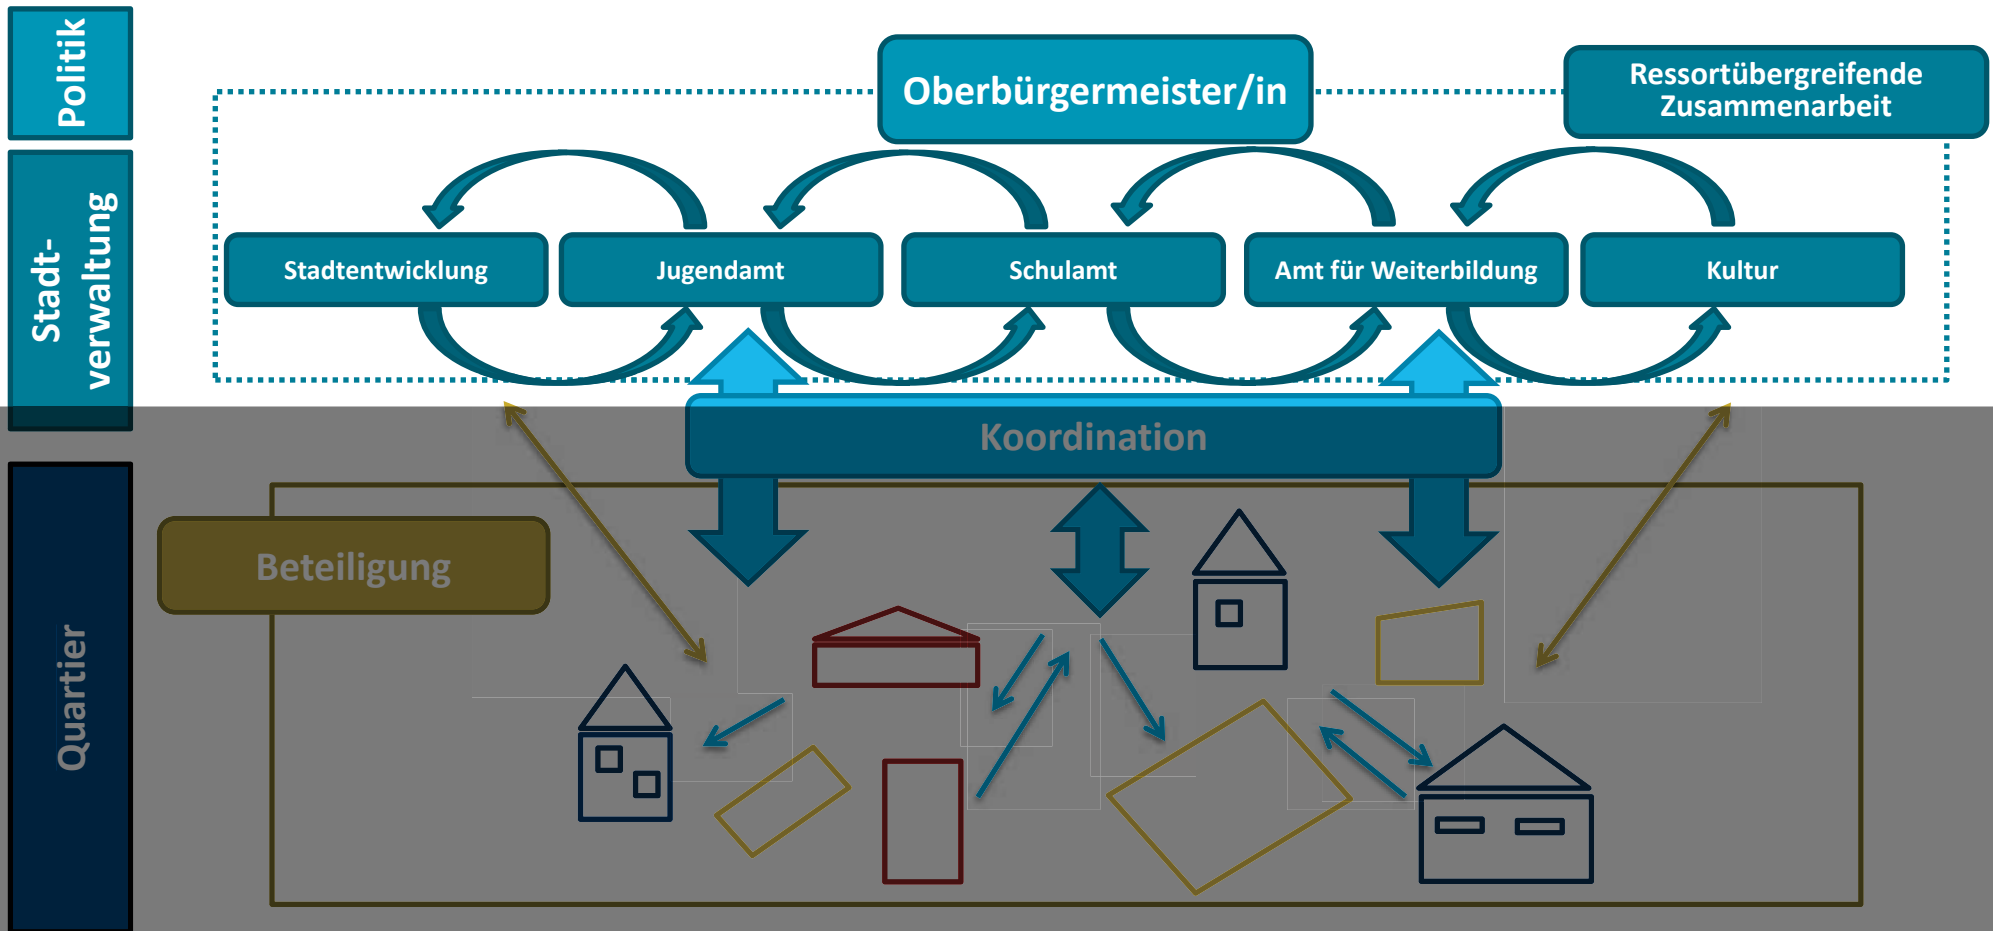 Politik
Oberbürgermeister/in
Ressortübergreifende
Zusammenarbeit
Stadt-
verwaltung
Stadtentwicklung
Jugendamt
Schulamt
Amt für Weiterbildung
Kultur
Koordination
Beteiligung
Quartier